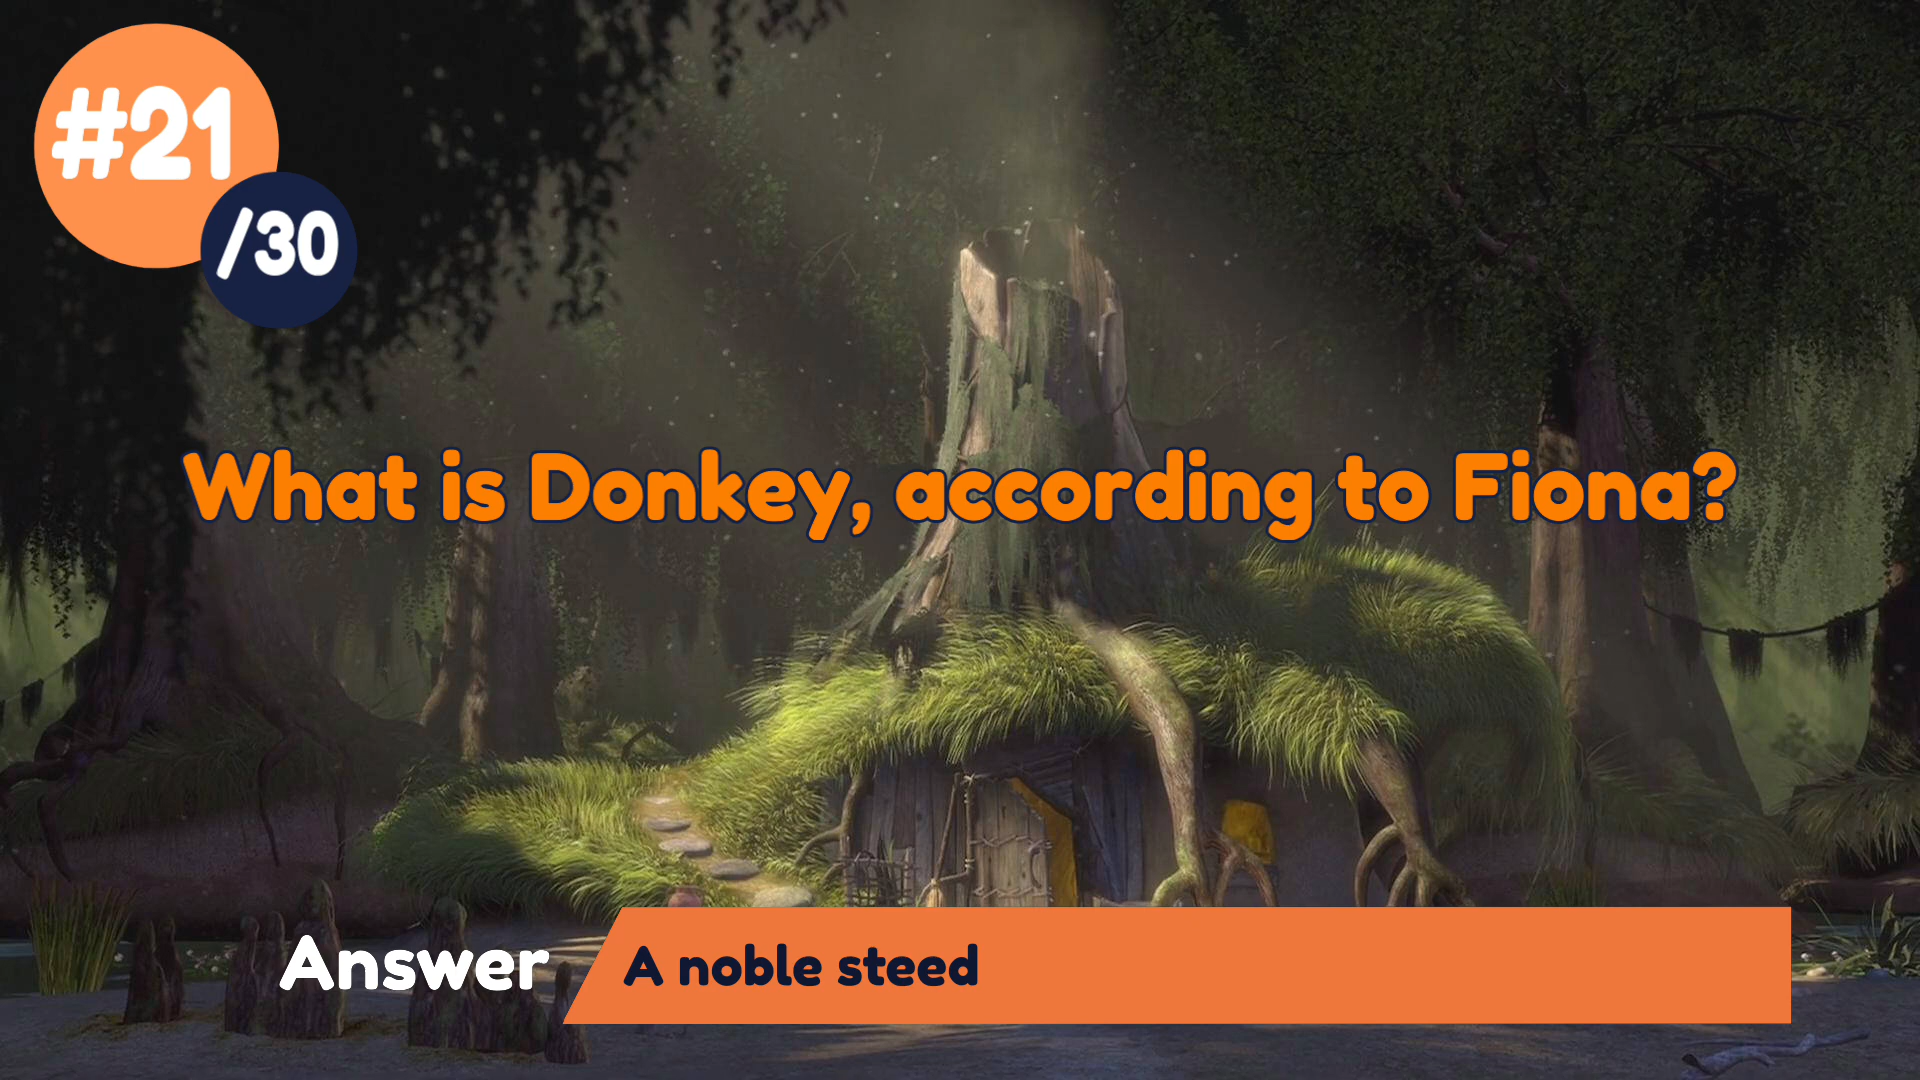 #21
/30
What is Donkey, according to Fiona?
Answer
A noble steed